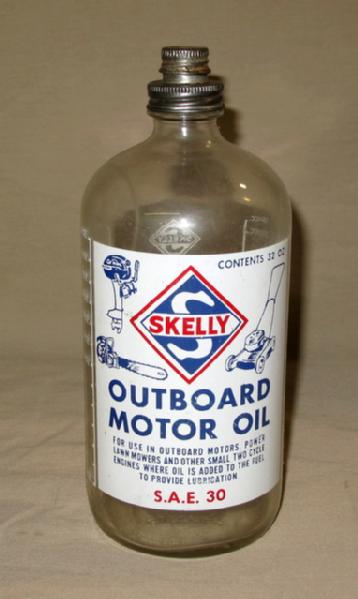 CONTENTS 32 OZ.
S
SKELLY
OUTBOARD
MOTOR OIL
FOR USE IN OUTBOARD MOTORS, POWER
LAWN MOWERS AND OTHER SMALL TWO CYCLE
ENGINES WHERE OIL IS ADDED TO THE FUEL
TO PROVIDE LUBRICATION
S.A.E. 30